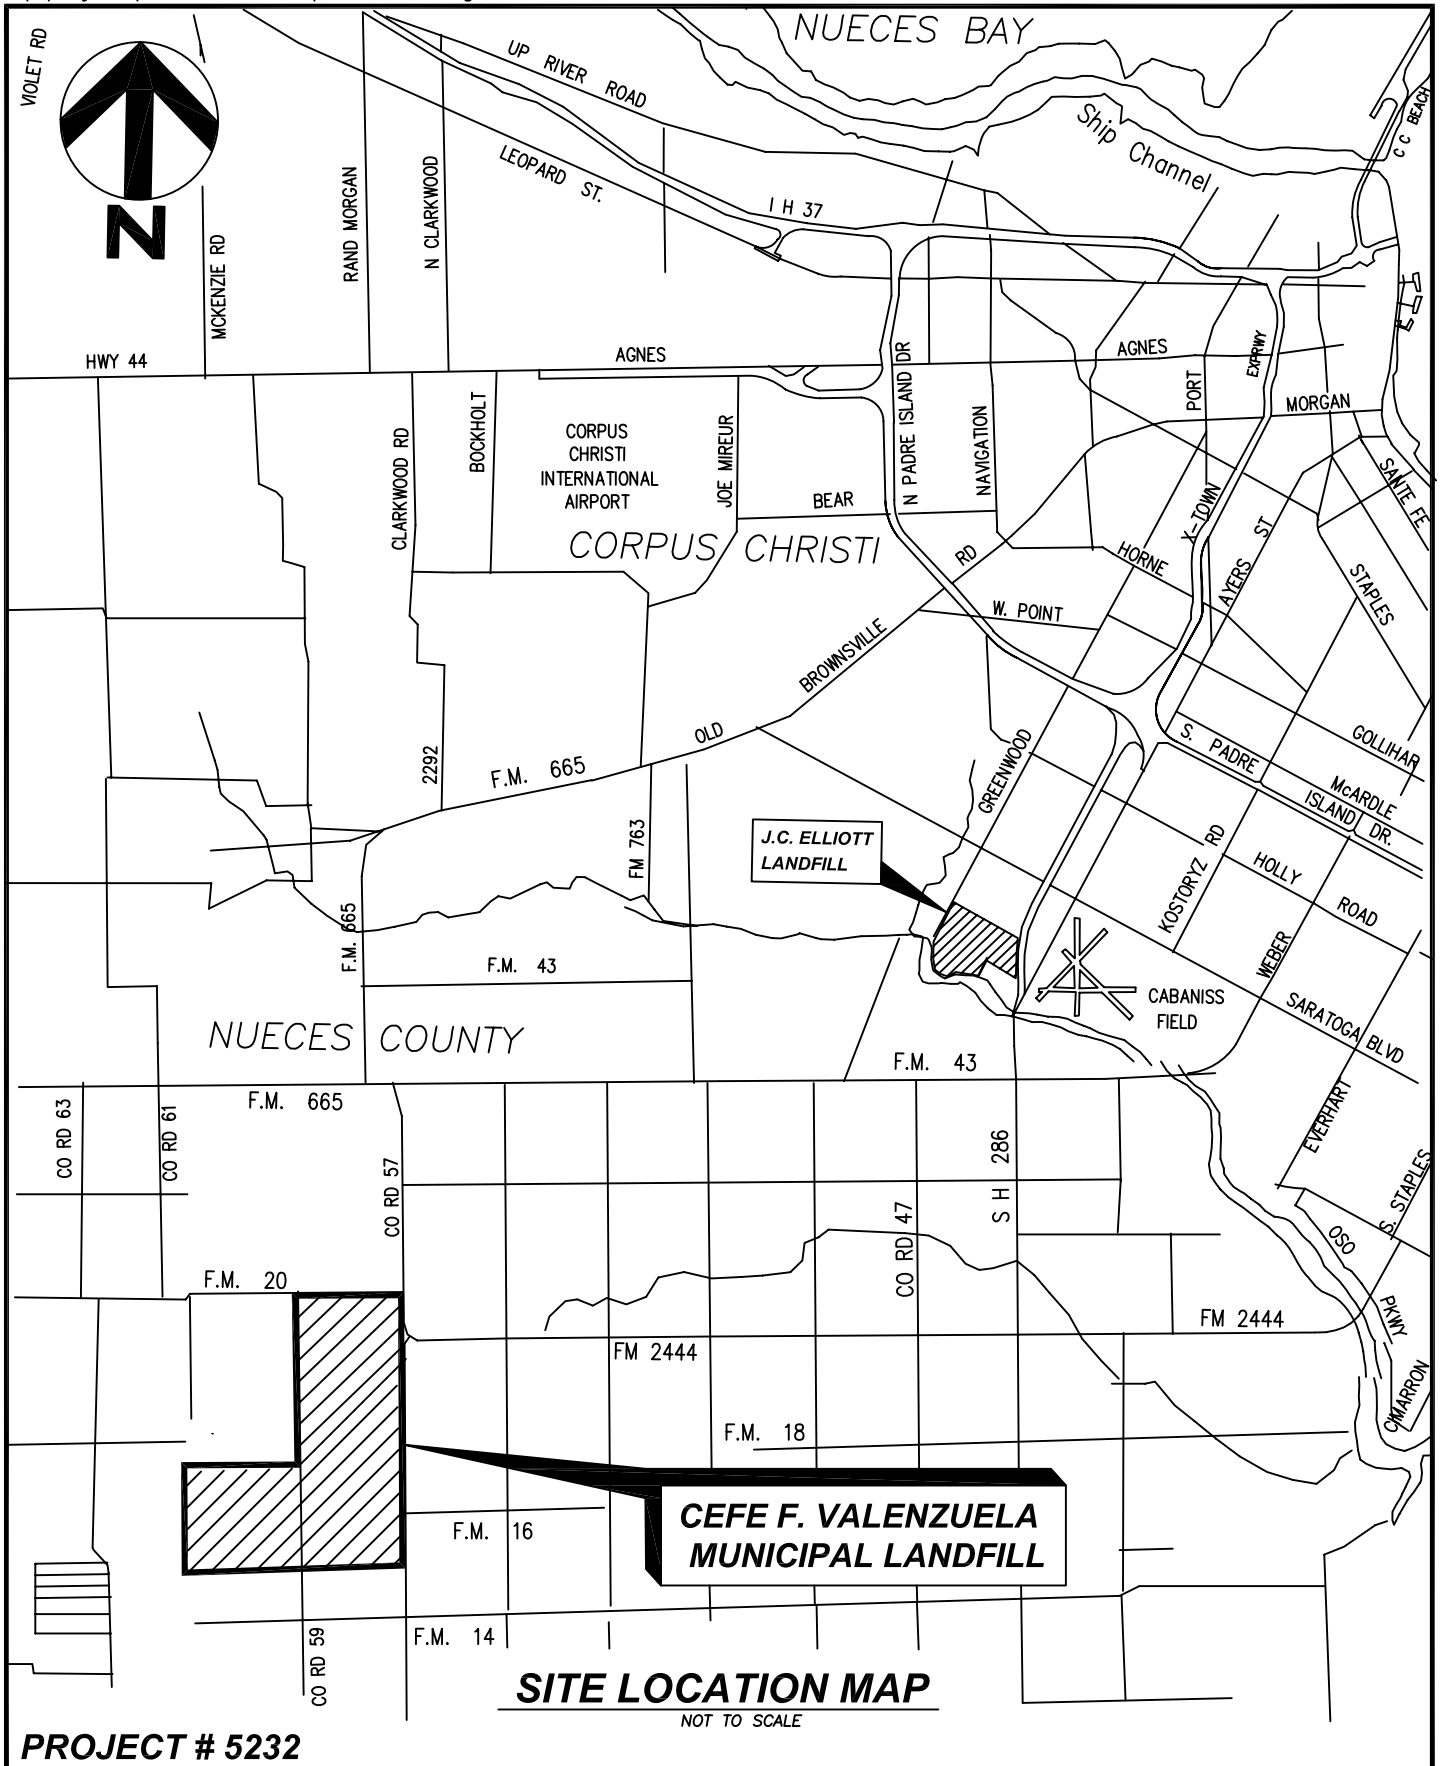 NUECES BAY
VIOLET RD
UP RIVER ROAD
Ship Channel
C C BEACH
LEOPARD ST.
I H 37
N
MCKENZIE RD
RAND MORGAN
N CLARKWOOD
HWY 44
AGNES
AGNES
N PADRE ISLAND DR
NAVIGATION
PORT
EXPRWY
MORGAN
CLARKWOOD RD
BOCKHOLT
CORPUS
CHRISTI
INTERNATIONAL
AIRPORT
JOE MIREUR
BEAR
SANTE FE
X-TOWN
CORPUS CHRISTI
RD
HORNE
AYERS ST
STAPLES
W. POINT
BROWNSVILLE
OLD
GREENWOOD
S. PADRE
ISLAND DR.
GOLLIHAR
McARDLE
2292
F.M. 665
FM 763
J.C. ELLIOTT
LANDFILL
KOSTORYZ RD
HOLLY
ROAD
F.M. 665
F.M. 43
WEBER
CABANISS
FIELD
SARATOGA BLVD
NUECES COUNTY
F.M. 43
F.M. 665
CO RD 63
CO RD 61
CO RD 57
CO RD 47
S H 286
EVERHART
S. STAPLES
OSO
PKWY
F.M. 20
FM 2444
FM 2444
CIMARRON
F.M. 18
CEFE F. VALENZUELA
MUNICIPAL LANDFILL
F.M. 16
F.M. 14
CO RD 59
SITE LOCATION MAP
NOT TO SCALE
PROJECT # 5232